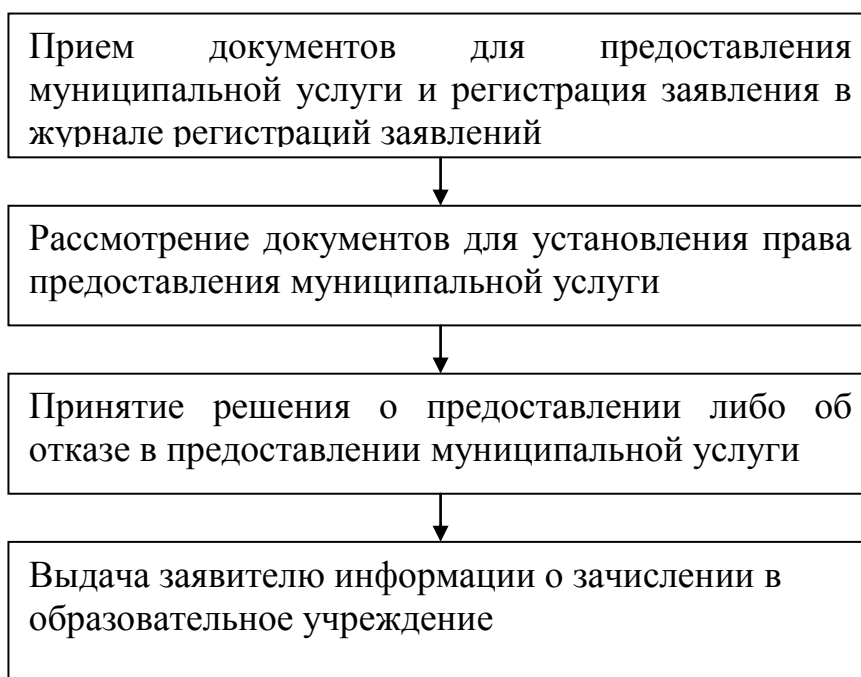 Прием документов для предоставления
муниципальной услуги и регистрация заявления в
журнале регистраций заявлений
Рассмотрение документов для установления права
предоставления муниципальной услуги
Принятие решения о предоставлении либо об
отказе в предоставлении муниципальной услуги
Выдача заявителю информации о зачислении в
образовательное учреждение